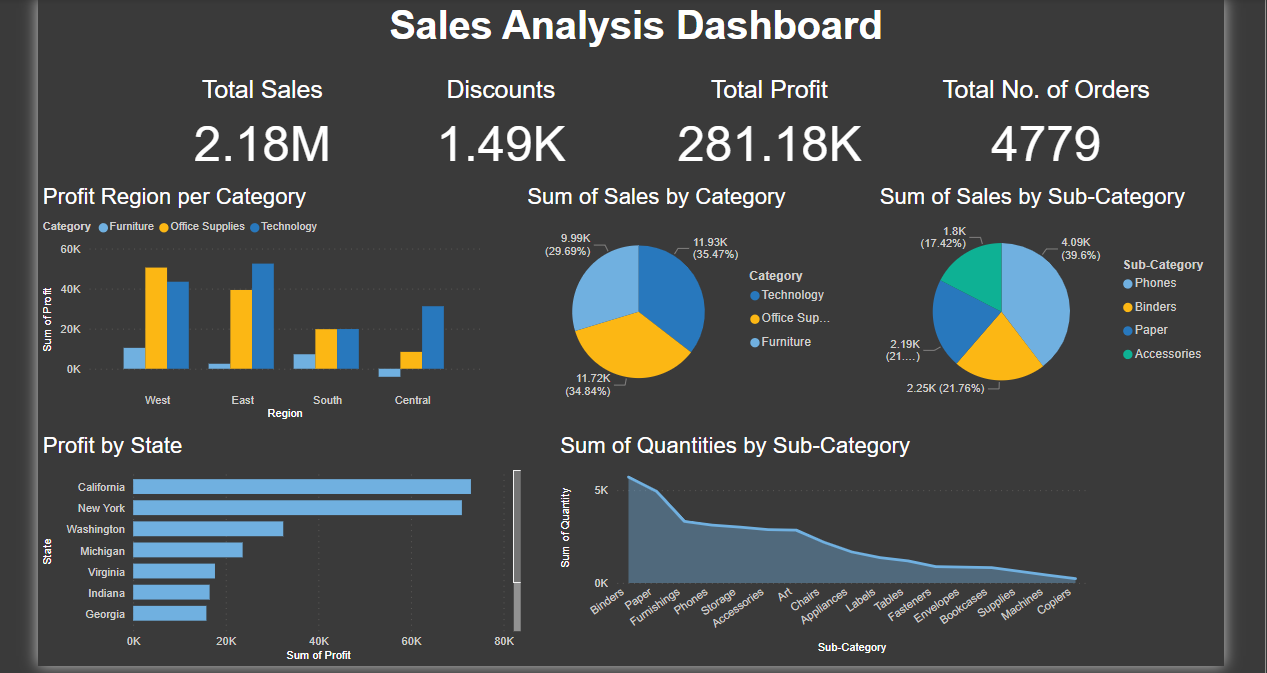 Sales Analysis Dashboard
Total Sales
Discounts
Total Profit
Total No. of Orders
2.18M
1.49K
281.18K
4779
Profit Region per Category
Category Furniture Office Supplies Technology
Sum of Profit
60K
40K
20K
0K
West
East
South
Central
Region
Sum of Sales by Category
9.99K
(29.69%)
11.93K
(35.47%)
11.72K
(34.84%)
Category
Technology
Office Sup...
Furniture
Sum of Sales by Sub-Category
1.8K
(17.42%)
4.09K
(39.6%)
2.19K
(21....)
2.25K (21.76%)
Sub-Category
Phones
Binders
Paper
Accessories
Profit by State
State
California
New York
Washington
Michigan
Virginia
Indiana
Georgia
0K
20K
40K
60K
80K
Sum of Profit
Sum of Quantities by Sub-Category
Sum of Quantity
5K
0K
Binders
Paper
Furnishings
Phones
Storage
Accessories
Art
Chairs
Appliances
Labels
Tables
Fasteners
Envelopes
Bookcases
Supplies
Machines
Copiers
Sub-Category